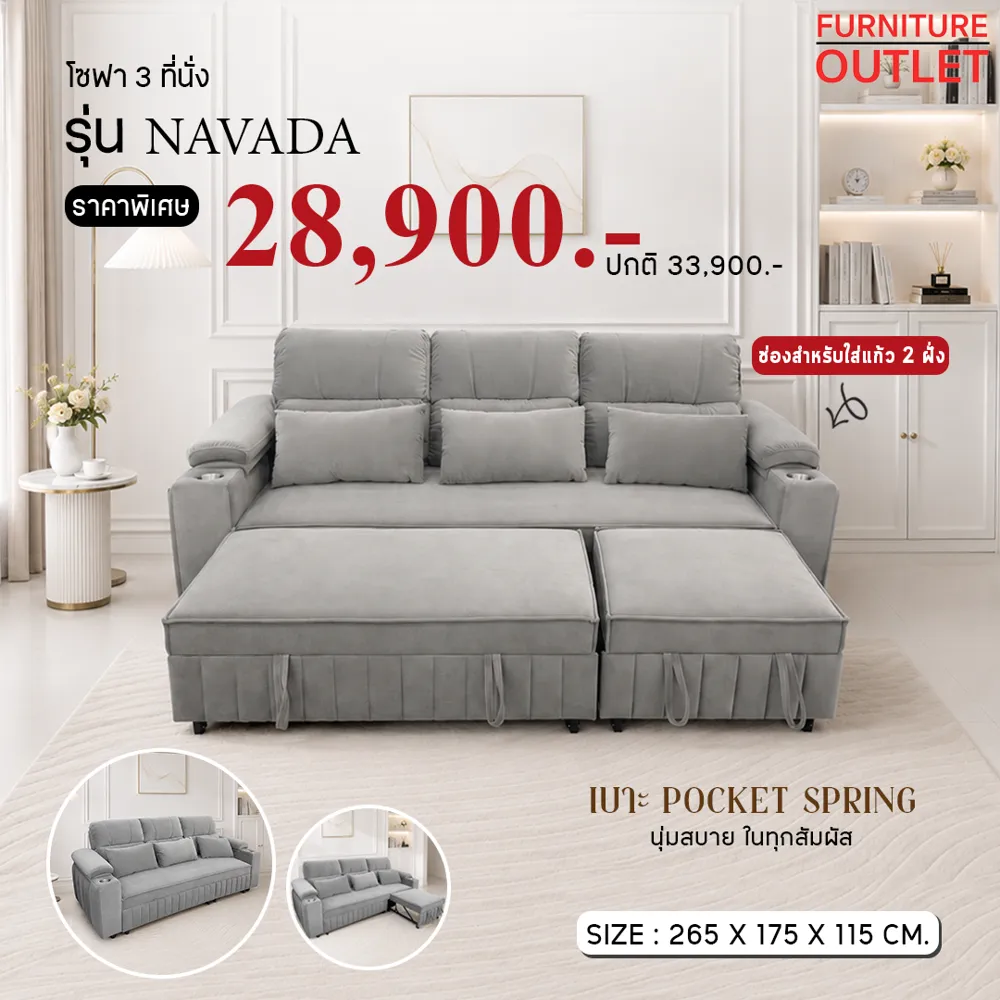 FURNITURE
OUTLET
โซฟา 3 ที่นั่ง
รุ่น NAVADA
ราคาพิเศษ 28,900.-
ปกติ 33,900.-
ช่องสำหรับใส่แก้ว 2 ฝั่ง
เบาะ POCKET SPRING
นุ่มสบาย ในทุกสัมผัส
SIZE : 265 X 175 X 115 CM.